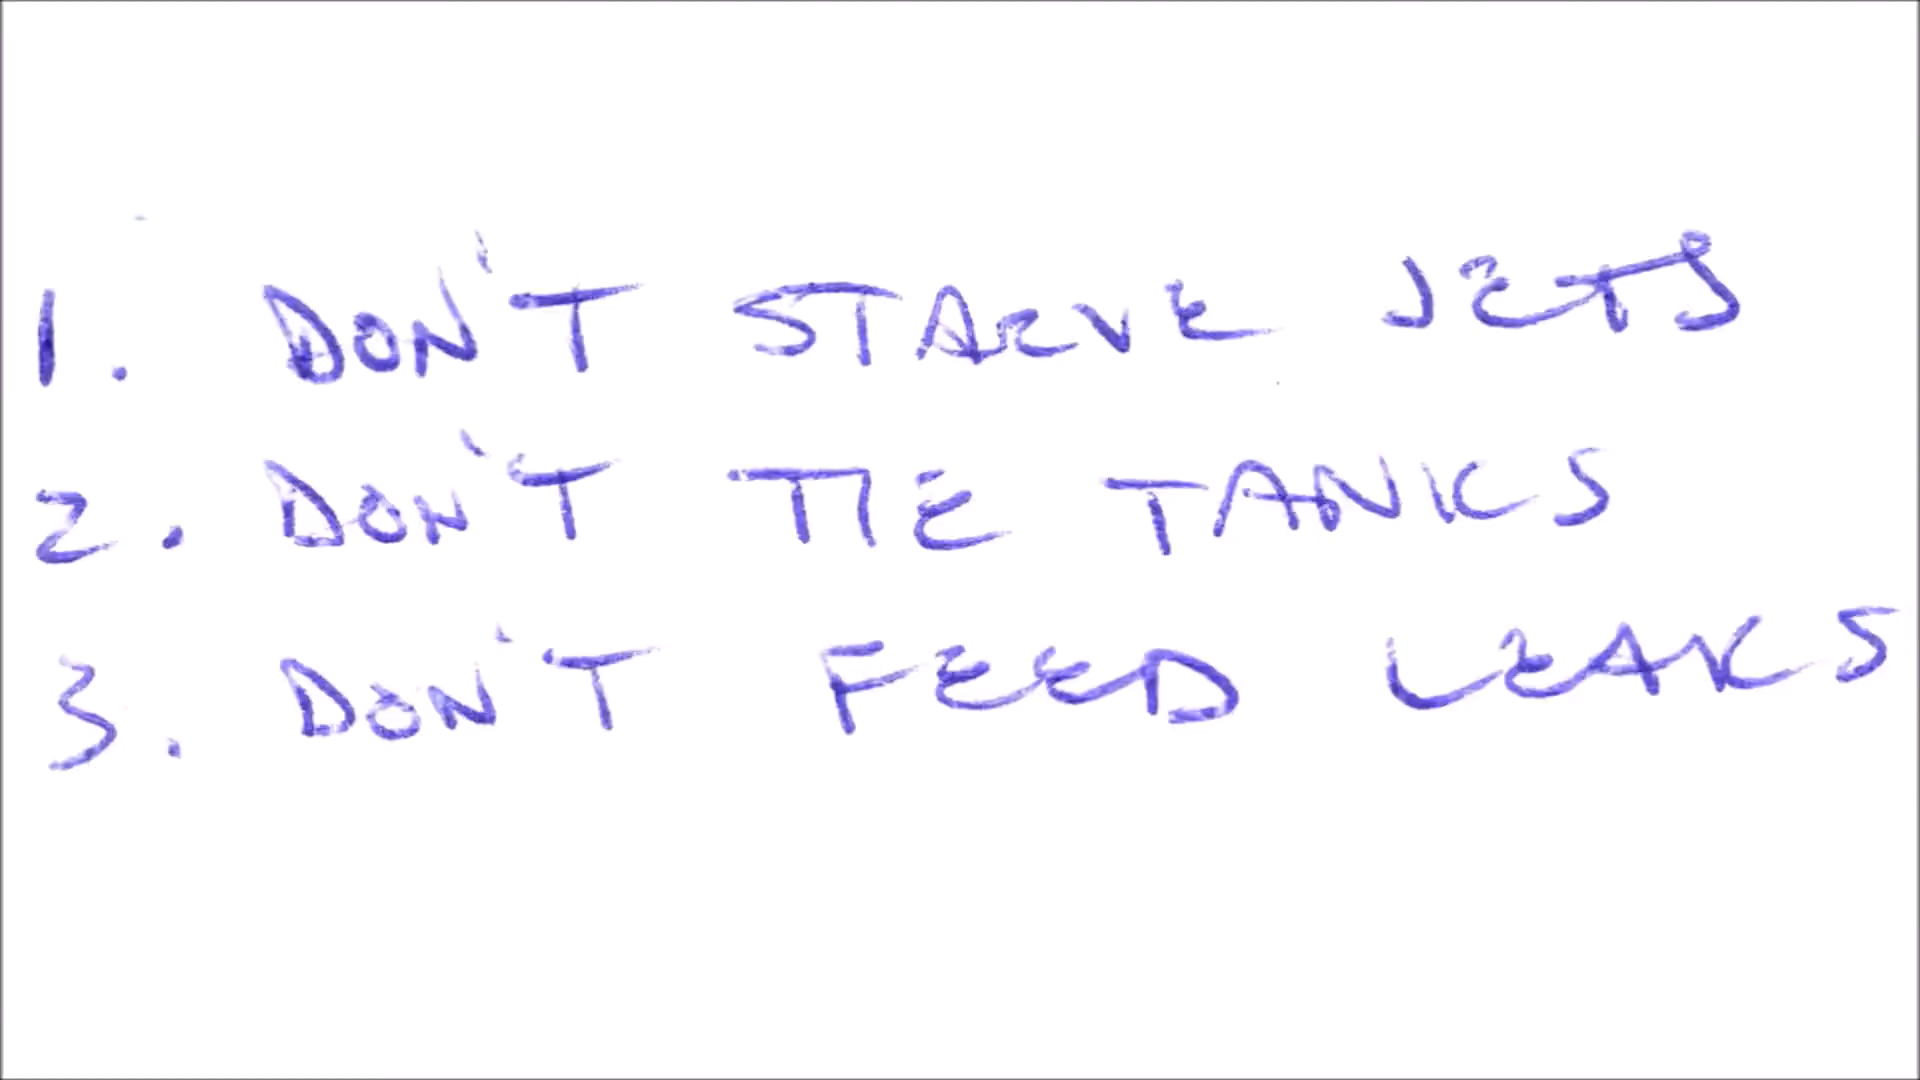 1. DON'T STARVE JETS
2. DON'T TIE TANKS
3. DON'T FEED LEAKS